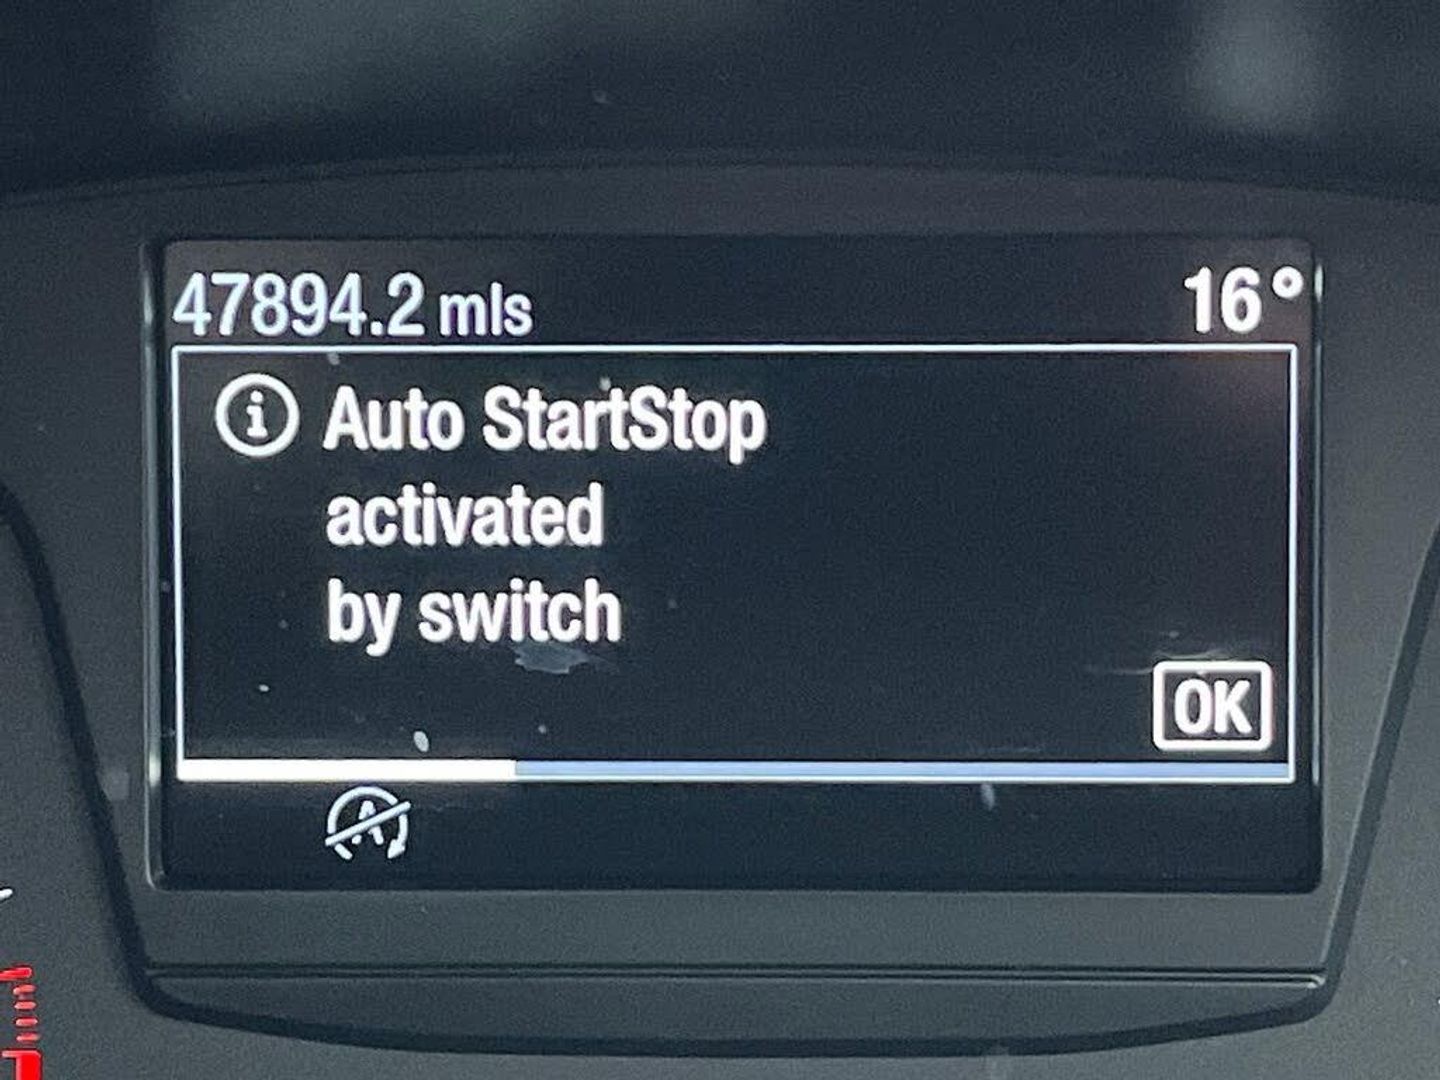 47894.2 mls 16°
i Auto StartStop
activated
by switch
OK
A